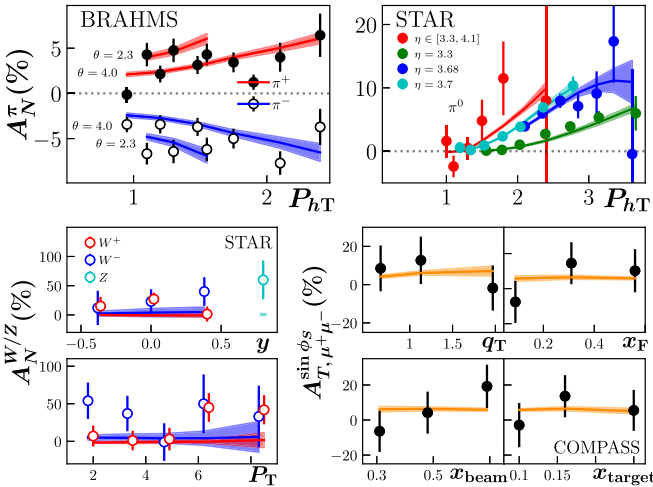 BRAHMS
A_N^π (%)
5
0
−5
θ = 2.3
θ = 4.0
π⁺
π⁻
θ = 4.0
θ = 2.3
1
2
P_hT
STAR
20
10
0
η ∈ [3.3, 4.1]
η = 3.3
η = 3.68
η = 3.7
π⁰
1
2
3
P_hT
A_N^{W/Z} (%)
STAR
W⁺
W⁻
Z
100
50
0
−0.5
0.0
0.5
y
100
50
0
2
4
6
P_T
A_{T, μ⁺μ⁻}^{sin ϕ_S} (%)
20
0
−20
1
1.5
q_T
0.2
0.4
x_F
25
0
−25
0.3
0.5
x_beam
0.1
0.15
x_target
COMPASS